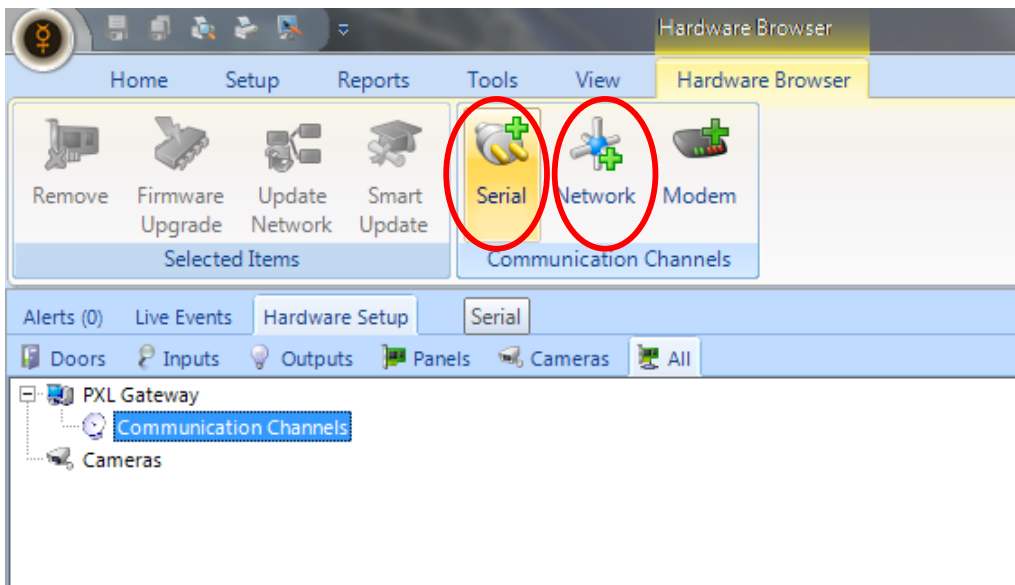 Hardware Browser
Home Setup Reports Tools View Hardware Browser
Remove Firmware Upgrade Update Network Smart Update Serial Network Modem
Selected Items Communication Channels
Alerts (0) Live Events Hardware Setup Serial
Doors Inputs Outputs Panels Cameras All
PXL Gateway
Communication Channels
Cameras